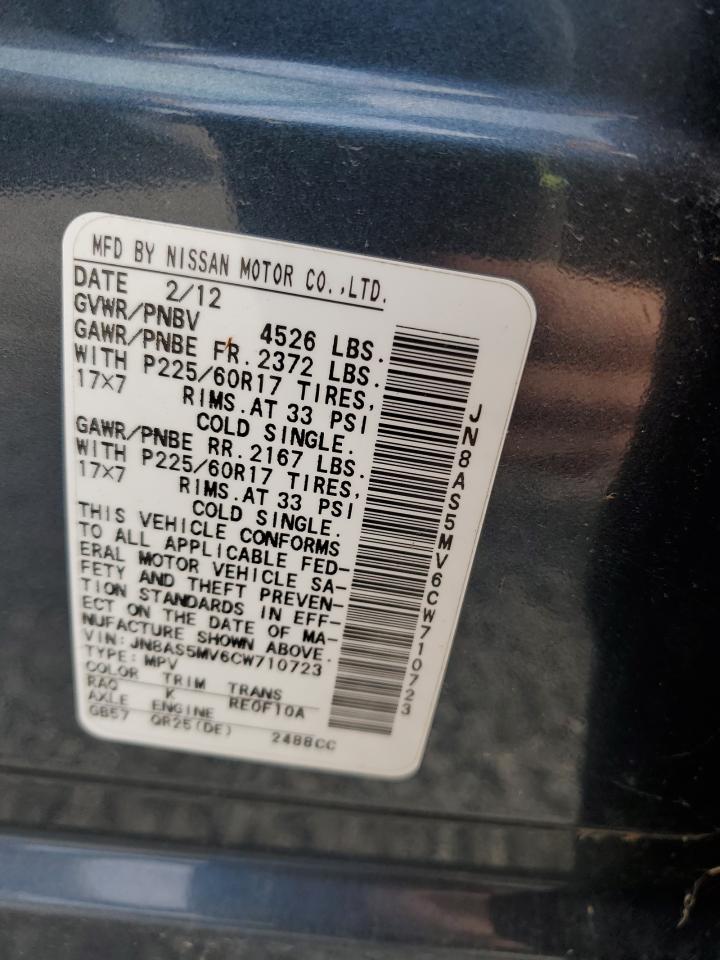 MFD BY NISSAN MOTOR CO.,LTD.
DATE 2/12
GVWR/PNBV 4526 LBS.
GAWR/PNBE FR. 2372 LBS.
WITH P225/60R17 TIRES,
17×7 RIMS.AT 33 PSI
COLD SINGLE.
GAWR/PNBE RR. 2167 LBS.
WITH P225/60R17 TIRES,
17×7 RIMS.AT 33 PSI
COLD SINGLE.
THIS VEHICLE CONFORMS
TO ALL APPLICABLE FED-
ERAL MOTOR VEHICLE SA-
FETY AND THEFT PREVEN-
TION STANDARDS IN EFF-
ECT ON THE DATE OF MA-
NUFACTURE SHOWN ABOVE.
VIN: JN8AS5MV6CW710723
TYPE: MPV
COLOR TRIM TRANS
RAQ K RE0F10A
AXLE ENGINE
GB57 QR25(DE) 2488CC
JN8AS5MV6CW710723